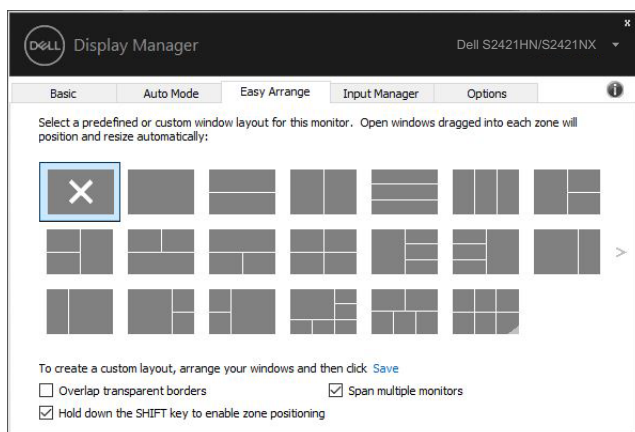 x
DELL Display Manager Dell S2421HN/S2421NX
Basic Auto Mode Easy Arrange Input Manager Options
Select a predefined or custom window layout for this monitor. Open windows dragged into each zone will
position and resize automatically:
To create a custom layout, arrange your windows and then click Save
Overlap transparent borders Span multiple monitors
Hold down the SHIFT key to enable zone positioning